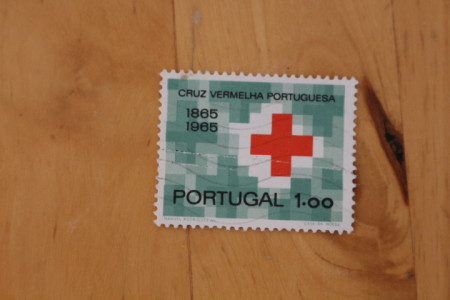 CRUZ VERMELHA PORTUGUESA
1865
1965
PORTUGAL 1.00